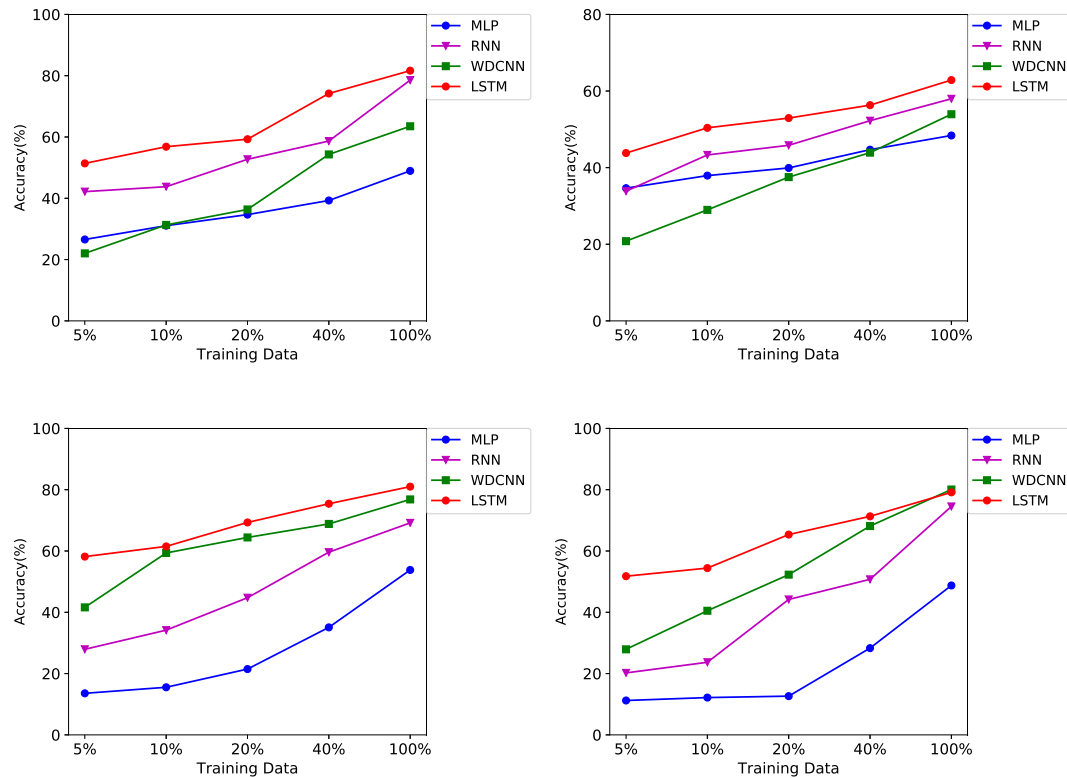 100
80
60
40
20
0
Accuracy(%)
5% 10% 20% 40% 100%
Training Data
MLP
RNN
WDCNN
LSTM
80
60
40
20
0
Accuracy(%)
5% 10% 20% 40% 100%
Training Data
MLP
RNN
WDCNN
LSTM
100
80
60
40
20
0
Accuracy(%)
5% 10% 20% 40% 100%
Training Data
MLP
RNN
WDCNN
LSTM
100
80
60
40
20
0
Accuracy(%)
5% 10% 20% 40% 100%
Training Data
MLP
RNN
WDCNN
LSTM